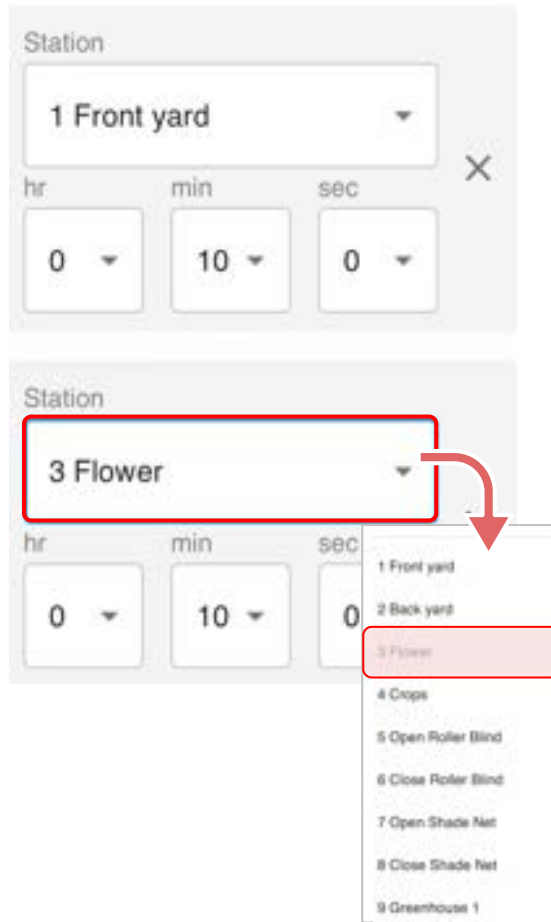 Station
1 Front yard
hr min sec
0 10 0
Station
3 Flower
hr min sec
0 10 0
1 Front yard
2 Back yard
3 Flower
4 Crops
5 Open Roller Blind
6 Close Roller Blind
7 Open Shade Net
8 Close Shade Net
9 Greenhouse 1